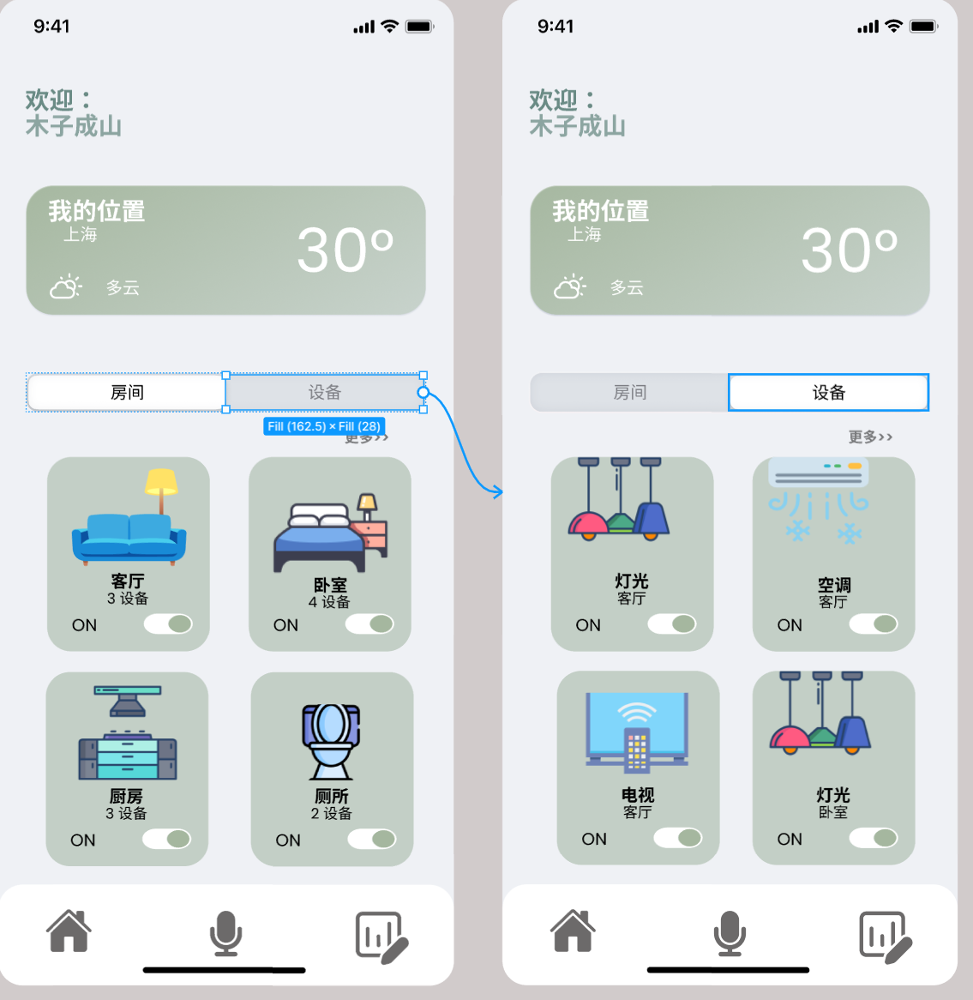 9:41
欢迎：
木子成山
我的位置
上海
30°
多云
房间
设备
Fill (162.5) × Fill (28)
更多>>
客厅
3 设备
ON
卧室
4 设备
ON
厨房
3 设备
ON
厕所
2 设备
ON
9:41
欢迎：
木子成山
我的位置
上海
30°
多云
房间
设备
更多>>
灯光
客厅
ON
空调
客厅
ON
电视
客厅
ON
灯光
卧室
ON